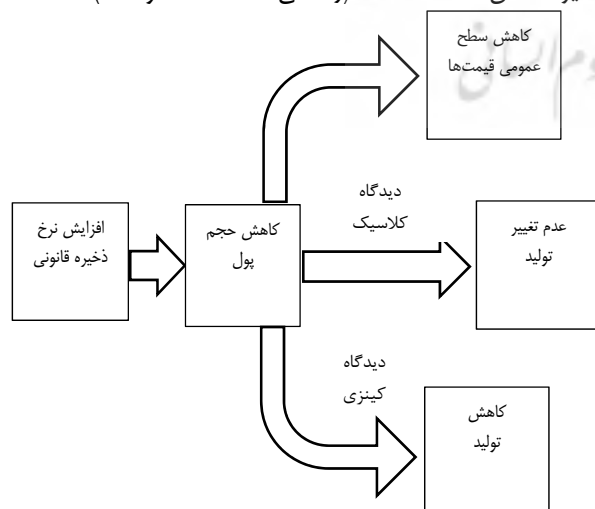 کاهش سطح
عمومی قیمت‌ها
دیدگاه
کلاسیک
افزایش نرخ
ذخیره قانونی
کاهش حجم
پول
عدم تغییر
تولید
دیدگاه
کینزی
کاهش
تولید